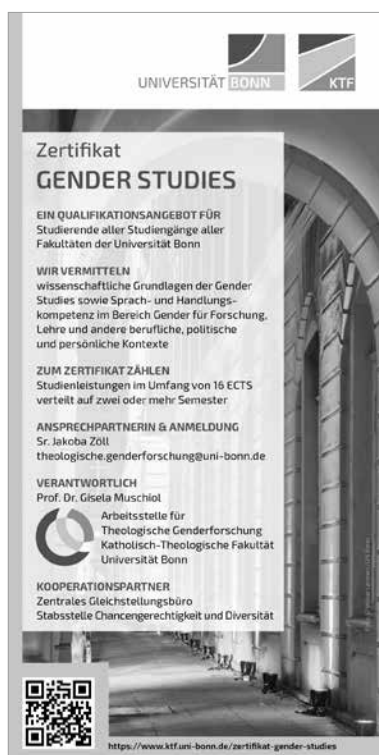 UNIVERSITÄT BONN
KTF
Zertifikat
GENDER STUDIES
EIN QUALIFIKATIONSANGEBOT FÜR
Studierende aller Studiengänge aller
Fakultäten der Universität Bonn
WIR VERMITTELN
wissenschaftliche Grundlagen der Gender
Studies sowie Sprach- und Handlungs-
kompetenz im Bereich Gender für Forschung,
Lehre und andere berufliche, politische
und persönliche Kontexte
ZUM ZERTIFIKAT ZÄHLEN
Studienleistungen im Umfang von 16 ECTS
verteilt auf zwei oder mehr Semester
ANSPRECHPARTNERIN & ANMELDUNG
Sr. Jakoba Zöll
theologische.genderforschung@uni-bonn.de
VERANTWORTLICH
Prof. Dr. Gisela Muschiol
Arbeitsstelle für
Theologische Genderforschung
Katholisch-Theologische Fakultät
Universität Bonn
KOOPERATIONSPARTNER
Zentrales Gleichstellungsbüro
Stabsstelle Chancengerechtigkeit und Diversität
https://www.ktf.uni-bonn.de/zertifikat-gender-studies